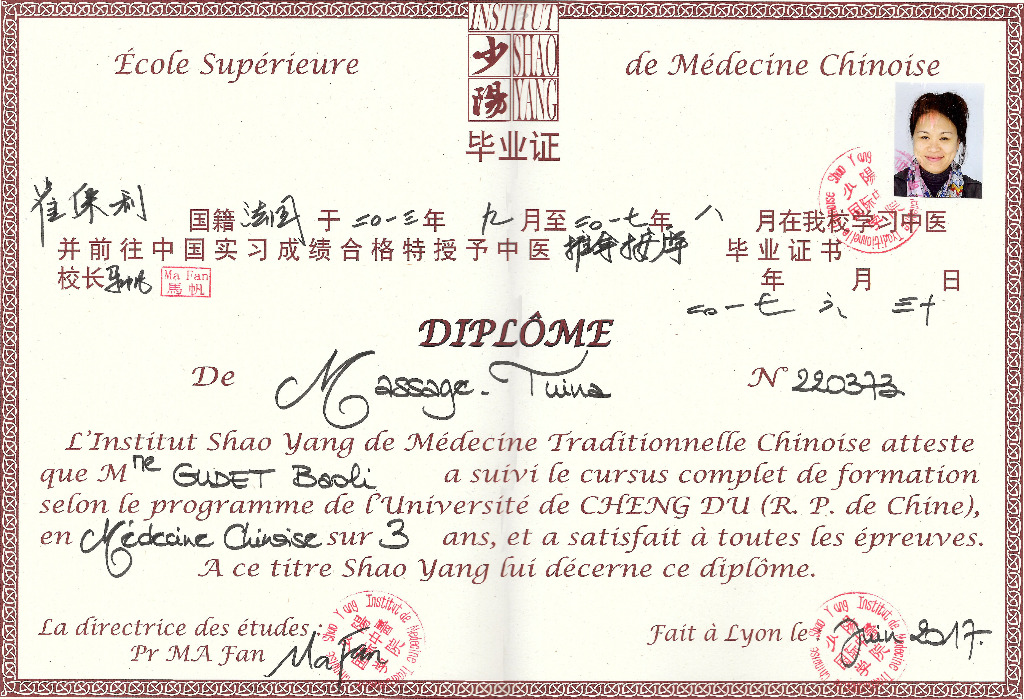 INSTITUT
少 SHAO
陽 YANG
École Supérieure de Médecine Chinoise
毕业证
崔保利 国籍 法国 于 二〇一三年 九 月至 二〇一七年 八 月在我校学习中医
并前往中国实习成绩合格特授予中医 推拿按摩 毕业证书
校长 马帆 Ma Fan 馬帆 年 月 日
二〇一七 六 三十
DIPLÔME
De Massage-Tuina N° 220373
L'Institut Shao Yang de Médecine Traditionnelle Chinoise atteste
que Mme GUDET Baoli a suivi le cursus complet de formation
selon le programme de l'Université de CHENG DU (R. P. de Chine),
en Médecine Chinoise sur 3 ans, et a satisfait à toutes les épreuves.
A ce titre Shao Yang lui décerne ce diplôme.
La directrice des études : Fait à Lyon le Juin 2017.
Pr MA Fan Ma Fan